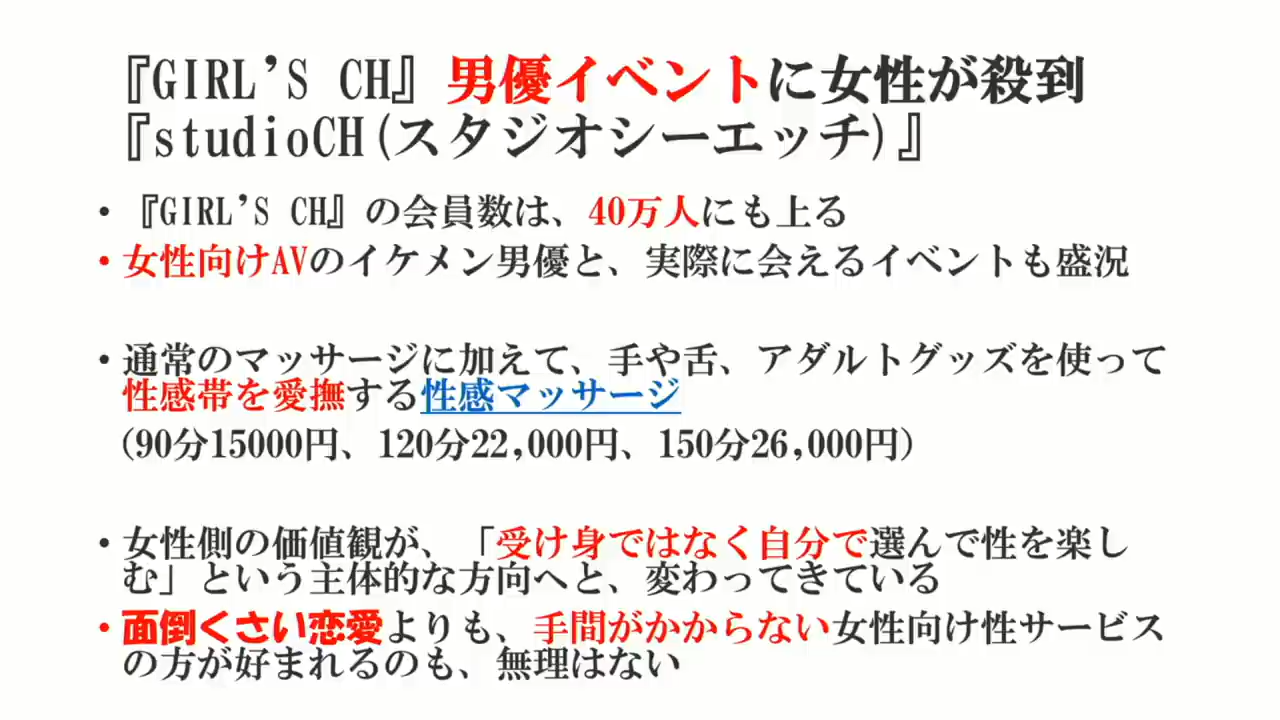 『GIRL’S CH』男優イベントに女性が殺到
『studioCH(スタジオシーエッチ)』
・『GIRL’S CH』の会員数は、40万人にも上る
・女性向けAVのイケメン男優と、実際に会えるイベントも盛況
・通常のマッサージに加えて、手や舌、アダルトグッズを使って
性感帯を愛撫する性感マッサージ
(90分15000円、120分22,000円、150分26,000円)
・女性側の価値観が、「受け身ではなく自分で選んで性を楽し
む」という主体的な方向へと、変わってきている
・面倒くさい恋愛よりも、手間がかからない女性向け性サービス
の方が好まれるのも、無理はない